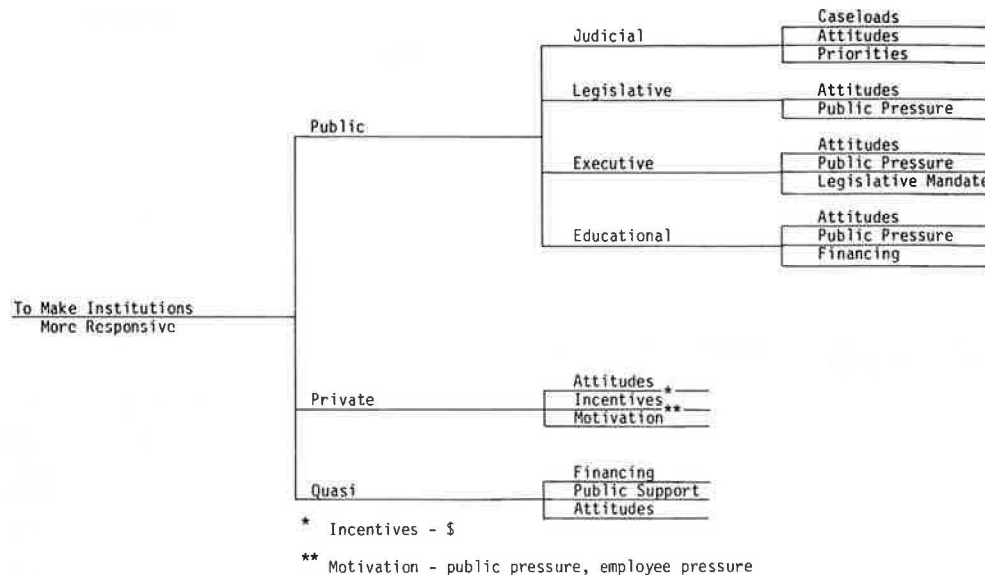 Caseloads
Judicial
Attitudes
Priorities
Legislative
Attitudes
Public Pressure
Public
Attitudes
Executive
Public Pressure
Legislative Mandate
Attitudes
Educational
Public Pressure
Financing
To Make Institutions
More Responsive
Attitudes
Private
Incentives*
Motivation**
Financing
Quasi
Public Support
Attitudes
* Incentives - $
** Motivation - public pressure, employee pressure